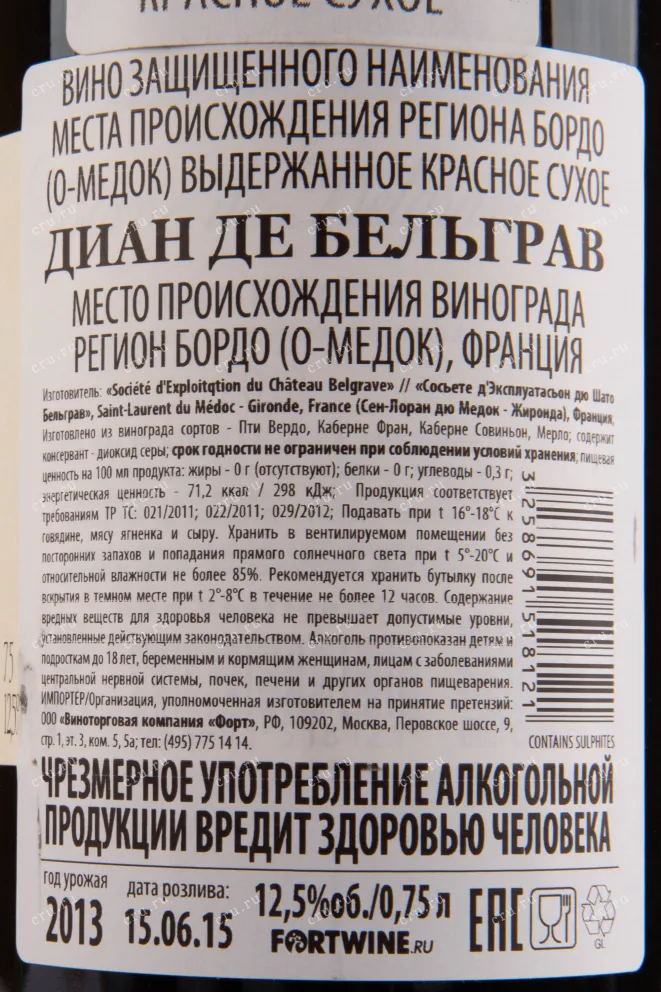 КРАСНОЕ СУХОЕ
ВИНО ЗАЩИЩЕННОГО НАИМЕНОВАНИЯ
МЕСТА ПРОИСХОЖДЕНИЯ РЕГИОНА БОРДО
(О-МЕДОК) ВЫДЕРЖАННОЕ КРАСНОЕ СУХОЕ
ДИАН ДЕ БЕЛЬГРАВ
МЕСТО ПРОИСХОЖДЕНИЯ ВИНОГРАДА
РЕГИОН БОРДО (О-МЕДОК), ФРАНЦИЯ
Изготовитель: «Société d'Exploitqtion du Château Belgrave» // «Сосьете д'Эксплуатасьон дю Шато
Бельграв», Saint-Laurent du Médoc - Gironde, France (Сен-Лоран дю Медок - Жиронда), Франция
Изготовлено из винограда сортов - Пти Вердо, Каберне Фран, Каберне Совиньон, Мерло; содержит
консервант - диоксид серы; срок годности не ограничен при соблюдении условий хранения; пищевая
ценность на 100 мл продукта: жиры - 0 г (отсутствуют); белки - 0 г; углеводы - 0,3 г;
энергетическая ценность - 71,2 ккал / 298 кДж. Продукция соответствует
требованиям ТР ТС: 021/2011; 022/2011; 029/2012; Подавать при t 16°-18°С к
говядине, мясу ягненка и сыру. Хранить в вентилируемом помещении без
посторонних запахов и попадания прямого солнечного света при t 5°-20°С и
относительной влажности не более 85%. Рекомендуется хранить бутылку после
вскрытия в темном месте при t 2°-8°С в течение не более 12 часов. Содержание
вредных веществ для здоровья человека не превышает допустимые уровни,
установленные действующим законодательством. Алкоголь противопоказан детям и
подросткам до 18 лет, беременным и кормящим женщинам, лицам с заболеваниями
центральной нервной системы, почек, печени и других органов пищеварения.
ИМПОРТЕР/Организация, уполномоченная изготовителем на принятие претензий:
ООО «Виноторговая компания «Форт», РФ, 109202, Москва, Перовское шоссе, 9,
стр. 1, эт. 3, ком. 5, 5а; тел: (495) 775 14 14.
3 258691 518121
CONTAINS SULPHITES
ЧРЕЗМЕРНОЕ УПОТРЕБЛЕНИЕ АЛКОГОЛЬНОЙ
ПРОДУКЦИИ ВРЕДИТ ЗДОРОВЬЮ ЧЕЛОВЕКА
год урожая
2013
дата розлива:
15.06.15
12,5%об./0,75 л
FORTWINE.RU
ЕПЕ
GL